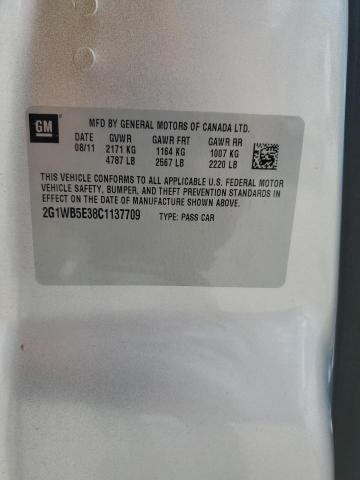 GM
MFD BY GENERAL MOTORS OF CANADA LTD.
DATE GVWR GAWR FRT GAWR RR
08/11 2171 KG 1164 KG 1007 KG
4787 LB 2567 LB 2220 LB
THIS VEHICLE CONFORMS TO ALL APPLICABLE U.S. FEDERAL MOTOR
VEHICLE SAFETY, BUMPER, AND THEFT PREVENTION STANDARDS
IN EFFECT ON THE DATE OF MANUFACTURE SHOWN ABOVE.
2G1WB5E38C1137709 TYPE: PASS CAR